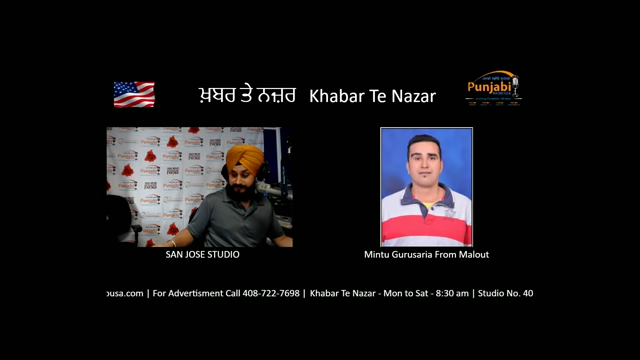 ਖ਼ਬਰ ਤੇ ਨਜ਼ਰ Khabar Te Nazar
Punjabi
SAN JOSE STUDIO
Mintu Gurusaria From Malout
ousa.com | For Advertisment Call 408-722-7698 | Khabar Te Nazar - Mon to Sat - 8:30 am | Studio No. 40